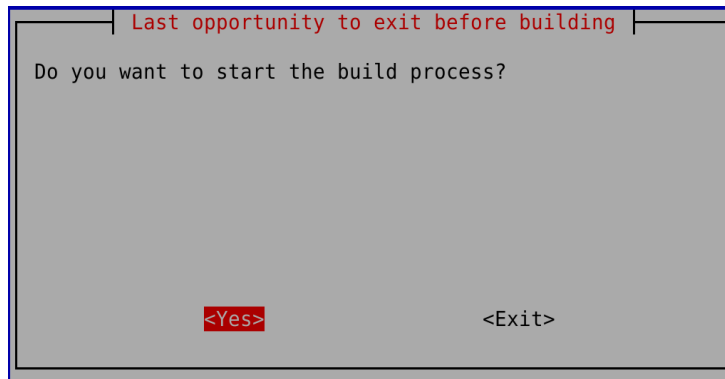 Last opportunity to exit before building
Do you want to start the build process?
<Yes> <Exit>